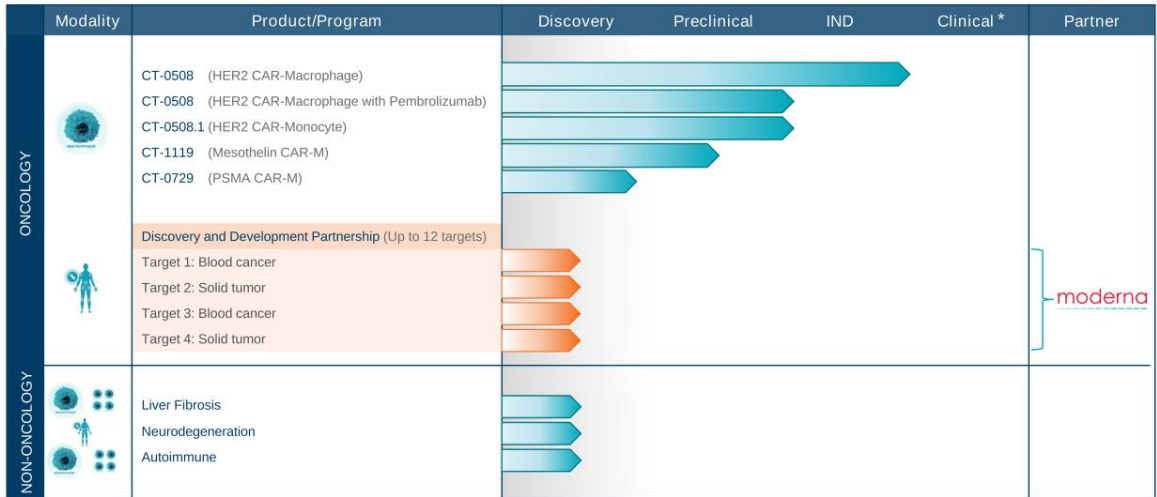 Modality Product/Program Discovery Preclinical IND Clinical * Partner
ONCOLOGY
CT-0508 (HER2 CAR-Macrophage)
CT-0508 (HER2 CAR-Macrophage with Pembrolizumab)
CT-0508.1 (HER2 CAR-Monocyte)
CT-1119 (Mesothelin CAR-M)
CT-0729 (PSMA CAR-M)
MACROPHAGE
Discovery and Development Partnership (Up to 12 targets)
Target 1: Blood cancer
Target 2: Solid tumor
Target 3: Blood cancer
Target 4: Solid tumor
moderna
NON-ONCOLOGY
Liver Fibrosis
Neurodegeneration
Autoimmune